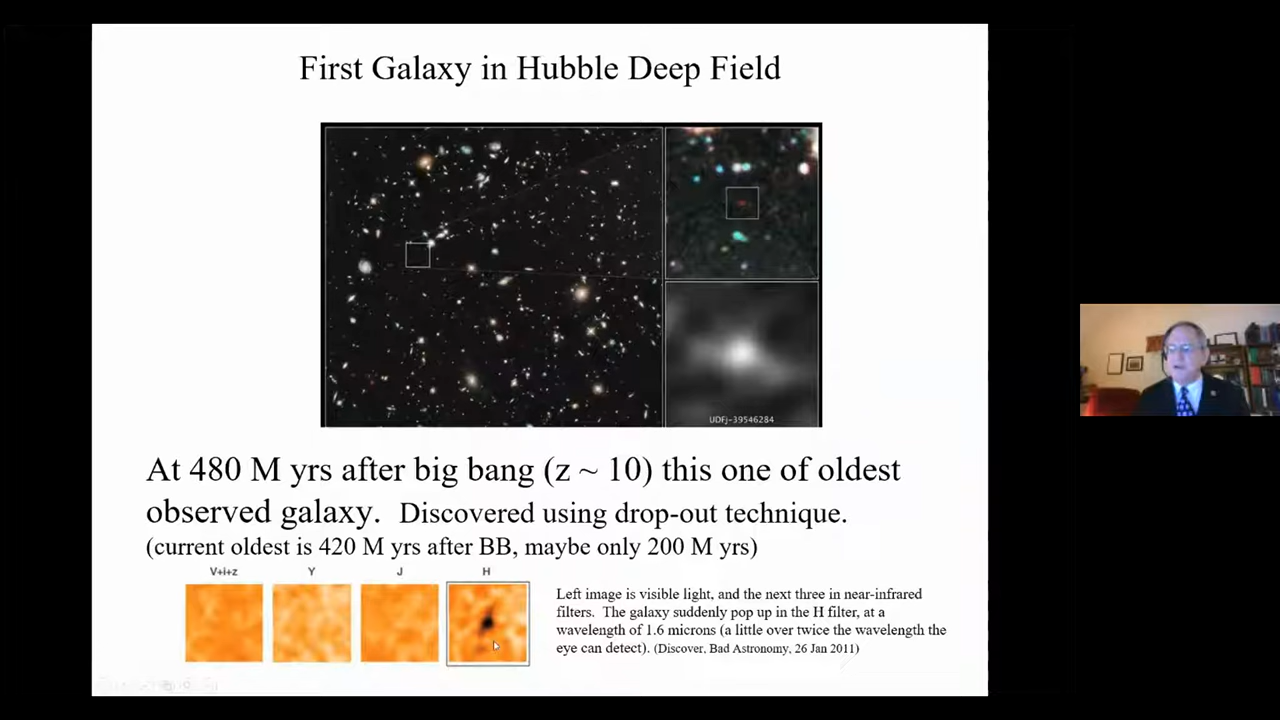 First Galaxy in Hubble Deep Field
UDFj-39546284
At 480 M yrs after big bang (z ~ 10) this one of oldest
observed galaxy. Discovered using drop-out technique.
(current oldest is 420 M yrs after BB, maybe only 200 M yrs)
V+i+z Y J H
Left image is visible light, and the next three in near-infrared
filters. The galaxy suddenly pop up in the H filter, at a
wavelength of 1.6 microns (a little over twice the wavelength the
eye can detect). (Discover, Bad Astronomy, 26 Jan 2011)